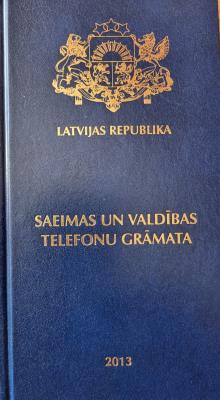 LATVIJAS REPUBLIKA
SAEIMAS UN VALDĪBAS
TELEFONU GRĀMATA
2013